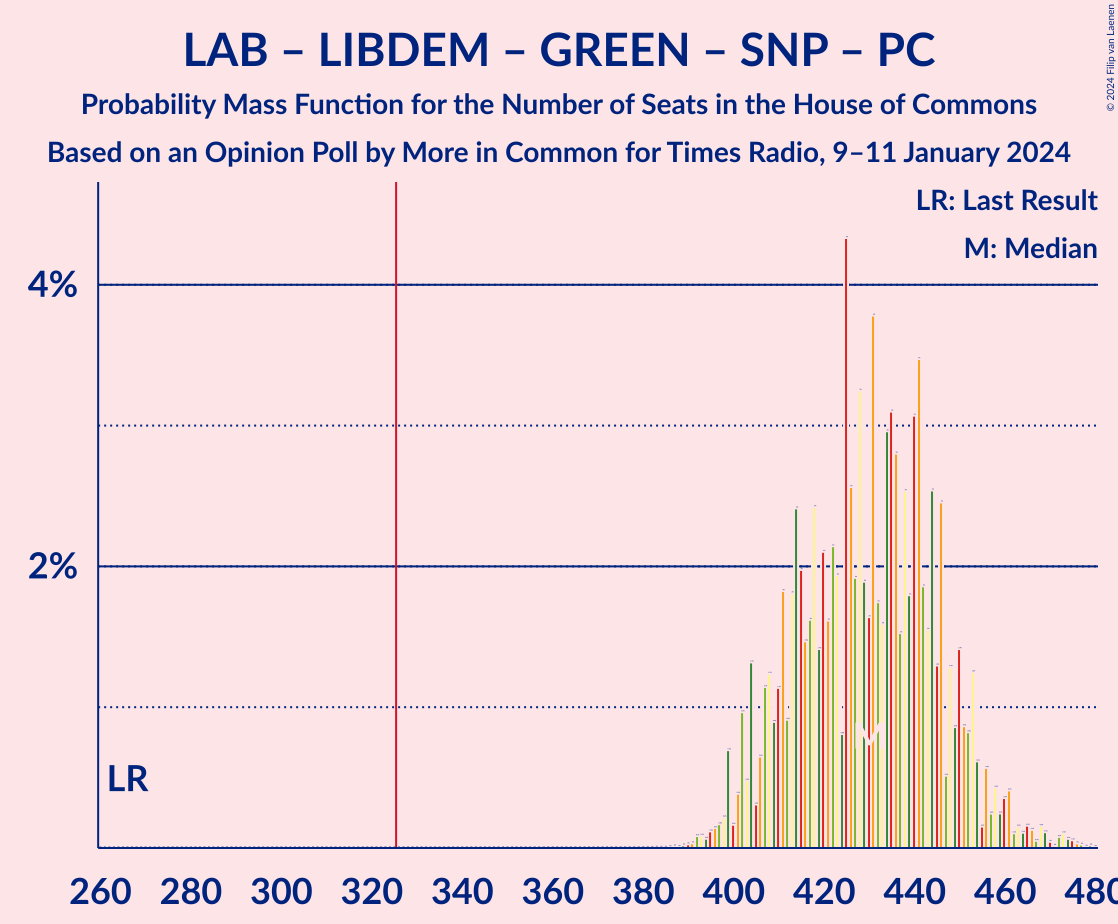 LAB – LIBDEM – GREEN – SNP – PC
Probability Mass Function for the Number of Seats in the House of Commons
Based on an Opinion Poll by More in Common for Times Radio, 9–11 January 2024
© 2024 Filip van Laenen
LR: Last Result
M: Median
4%
2%
LR
M
260 280 300 320 340 360 380 400 420 440 460 480